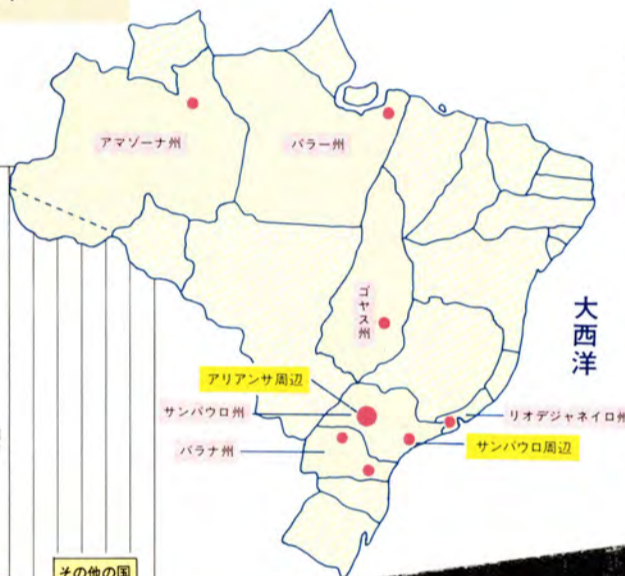 アマゾーナ州
パラー州
ゴヤス州
大西洋
アリアンサ周辺
サンパウロ州
リオデジャネイロ州
パラナ州
サンパウロ周辺
その他の国